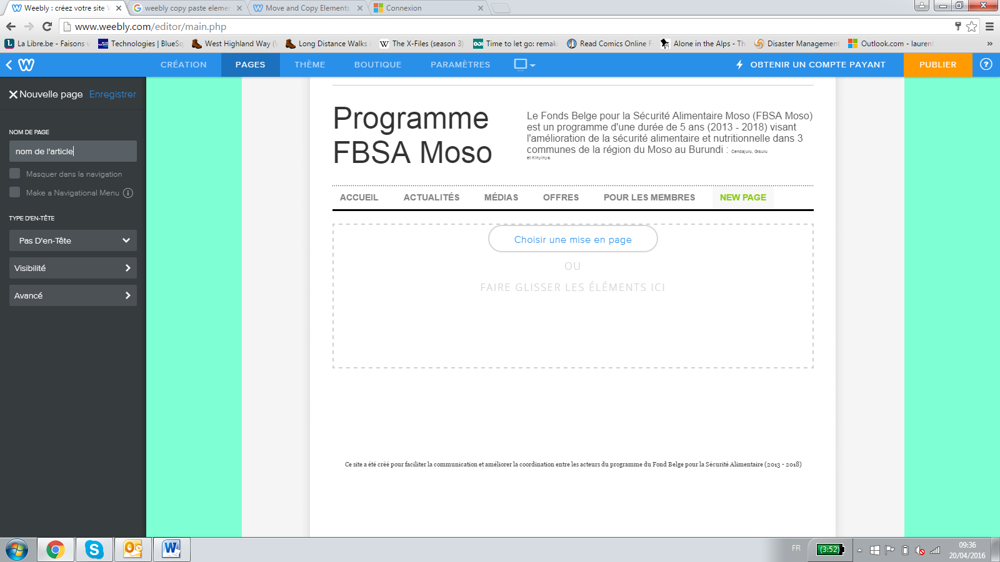 Weebly : créez votre site W
weebly copy paste elemen
Move and Copy Elements
Connexion
www.weebly.com/editor/main.php
La Libre.be - Faisons v
Technologies | BlueSq
West Highland Way (W
Long Distance Walks i
The X-Files (season 3)
Time to let go: remaki
Read Comics Online F
Alone in the Alps - Th
Disaster Management
Outlook.com - laurent
»
CRÉATION
PAGES
THÈME
BOUTIQUE
PARAMÈTRES
OBTENIR UN COMPTE PAYANT
PUBLIER
Nouvelle page
Enregistrer
NOM DE PAGE
nom de l'article
Masquer dans la navigation
Make a Navigational Menu
TYPE D'EN-TÊTE
Pas D'en-Tête
Visibilité
Avancé
Programme
FBSA Moso
Le Fonds Belge pour la Sécurité Alimentaire Moso (FBSA Moso)
est un programme d'une durée de 5 ans (2013 - 2018) visant
l'amélioration de la sécurité alimentaire et nutritionnelle dans 3
communes de la région du Moso au Burundi : Cendajuru, Gisuru
et Kinyinya.
ACCUEIL
ACTUALITÉS
MÉDIAS
OFFRES
POUR LES MEMBRES
NEW PAGE
Choisir une mise en page
OU
FAIRE GLISSER LES ÉLÉMENTS ICI
Ce site a été créé pour faciliter la communication et améliorer la coordination entre les acteurs du programme du Fond Belge pour la Sécurité Alimentaire (2013 - 2018)
FR
(3:52)
09:36
20/04/2016